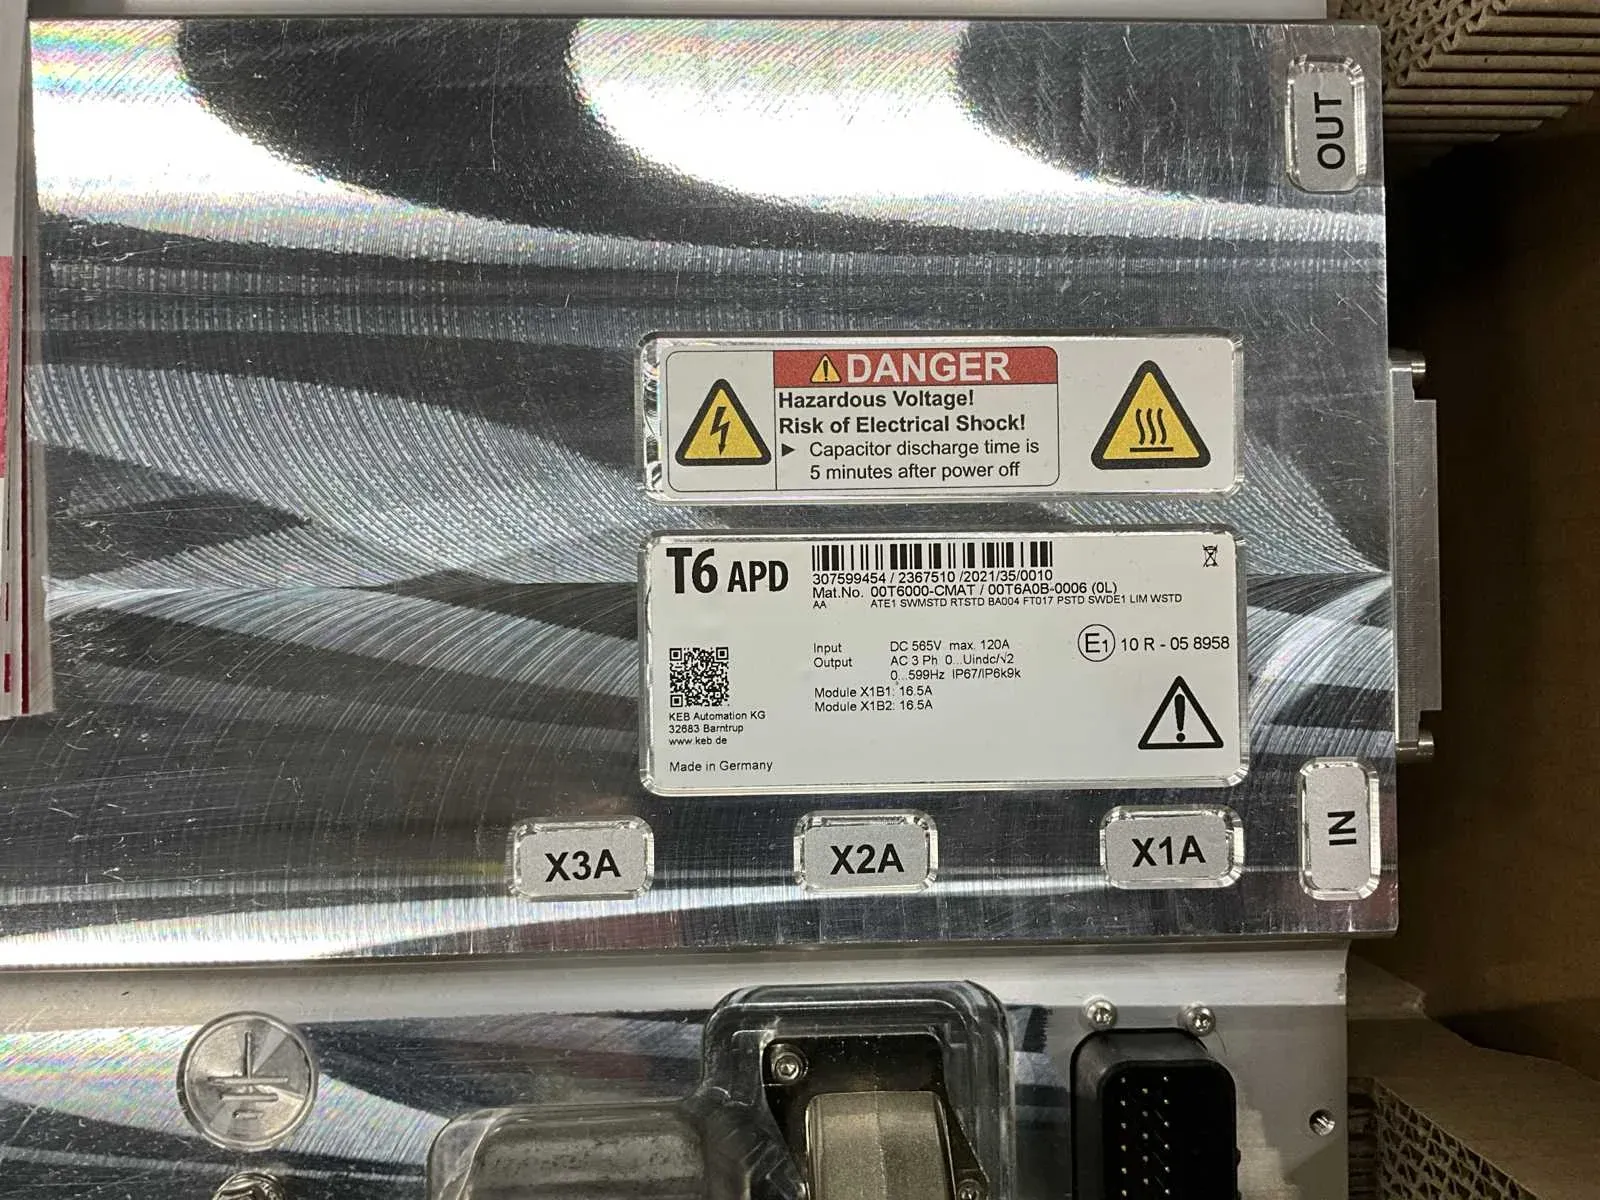 OUT
DANGER
Hazardous Voltage!
Risk of Electrical Shock!
► Capacitor discharge time is
5 minutes after power off
T6 APD
307599454 / 2367510 /2021/35/0010
Mat.No. 00T6000-CMAT / 00T6A0B-0006 (0L)
AA ATE1 SWMSTD RTSTD BA004 FT017 PSTD SWDE1 LIM WSTD
Input DC 565V max. 120A
Output AC 3 Ph 0...Uindc/√2
0...599Hz IP67/IP6k9k
Module X1B1: 16.5A
Module X1B2: 16.5A
E1 10 R - 05 8958
KEB Automation KG
32683 Barntrup
www.keb.de
Made in Germany
X3A
X2A
X1A
IN